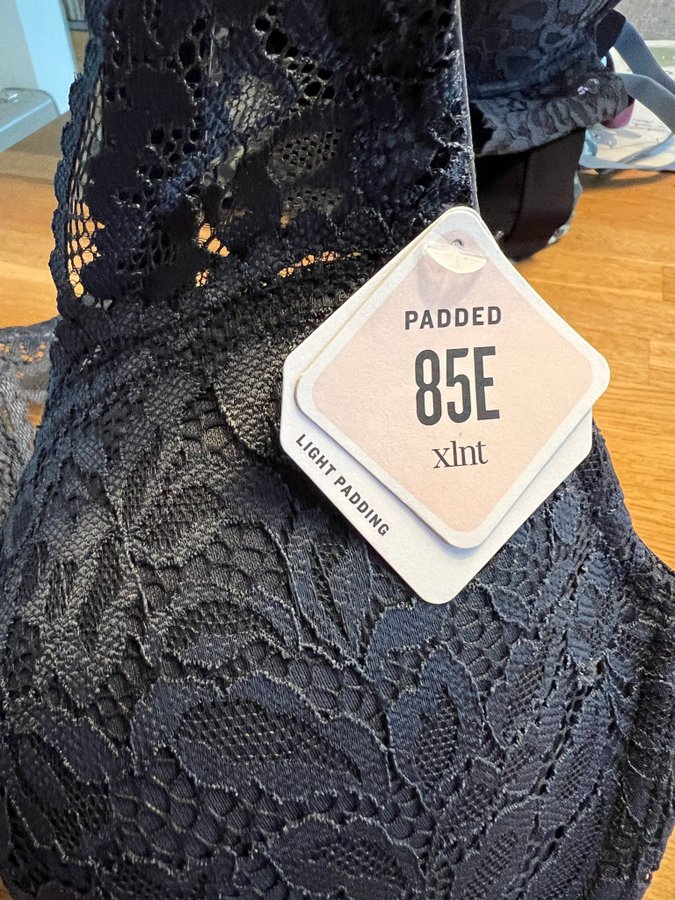 PADDED
85E
xlnt
LIGHT PADDING